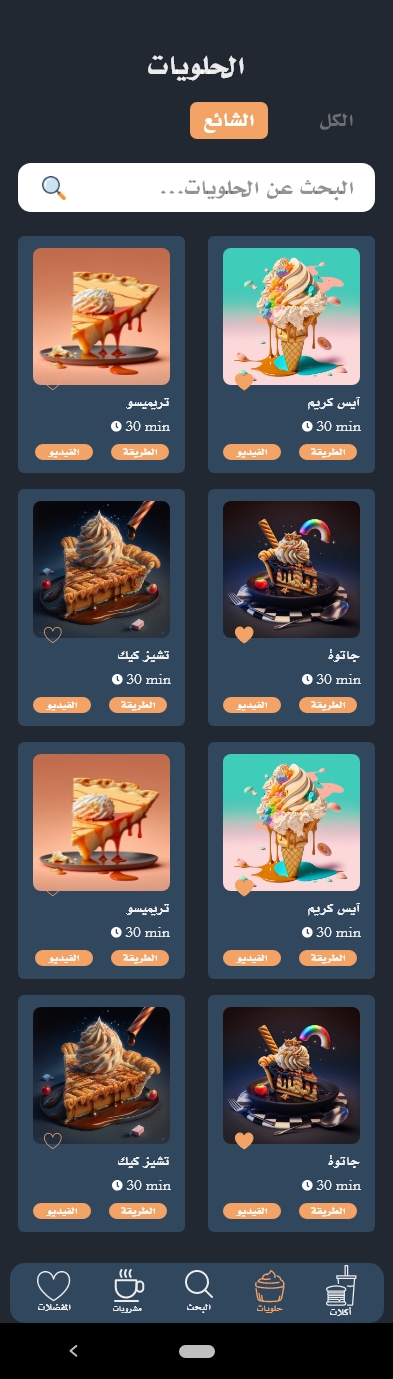 الحلويات
الكل
الشائع
البحث عن الحلويات...
آيس كريم
30 min
الطريقة
الفيديو
تريميسو
30 min
الطريقة
الفيديو
جاتوة
30 min
الطريقة
الفيديو
تشيز كيك
30 min
الطريقة
الفيديو
آيس كريم
30 min
الطريقة
الفيديو
تريميسو
30 min
الطريقة
الفيديو
جاتوة
30 min
الطريقة
الفيديو
تشيز كيك
30 min
الطريقة
الفيديو
أكلات
حلويات
البحث
مشروبات
المفضلات